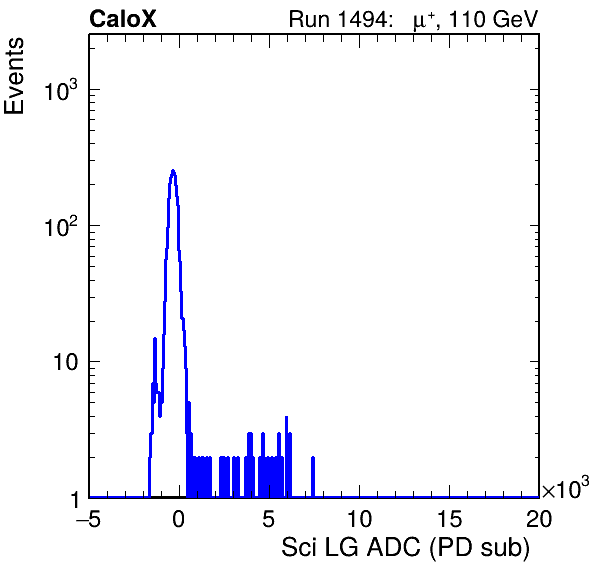 CaloX Run 1494: μ⁺, 110 GeV
Events
10³
10²
10
1
−5 0 5 10 15 20 ×10³
Sci LG ADC (PD sub)